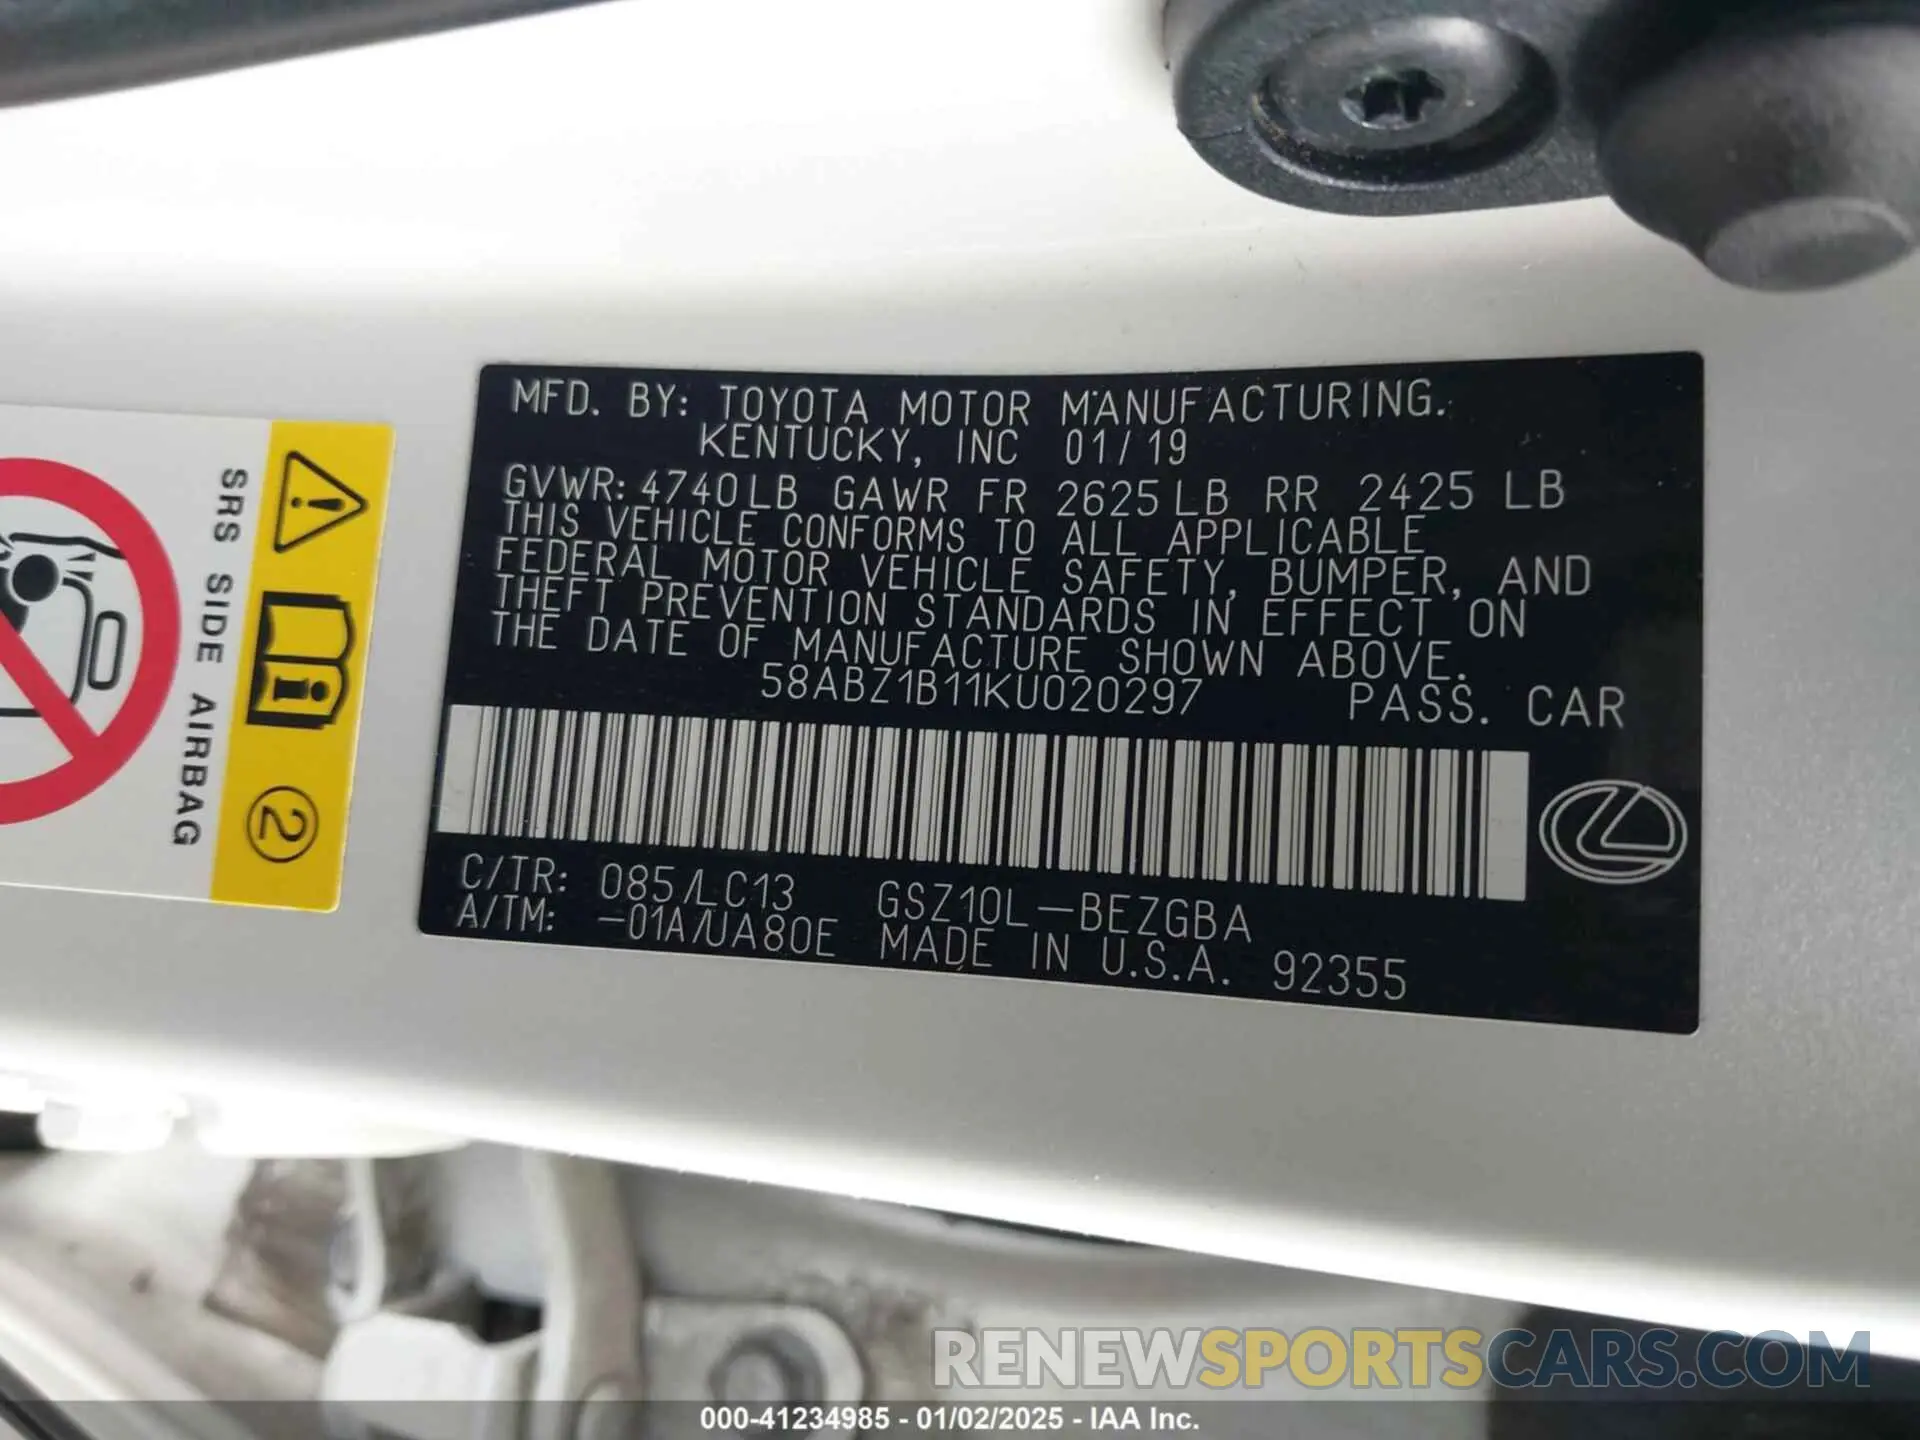 MFD. BY: TOYOTA MOTOR MANUFACTURING.
KENTUCKY, INC 01/19
GVWR: 4740LB GAWR FR 2625LB RR 2425 LB
THIS VEHICLE CONFORMS TO ALL APPLICABLE
FEDERAL MOTOR VEHICLE SAFETY, BUMPER, AND
THEFT PREVENTION STANDARDS IN EFFECT ON
THE DATE OF MANUFACTURE SHOWN ABOVE.
58ABZ1B11KU020297 PASS. CAR
C/TR: 085/LC13 GSZ10L-BEZGBA
A/TM: -01A/UA80E MADE IN U.S.A. 92355
SRS SIDE AIRBAG
2
RENEWSPORTSCARS.COM
000-41234985 - 01/02/2025 - IAA Inc.